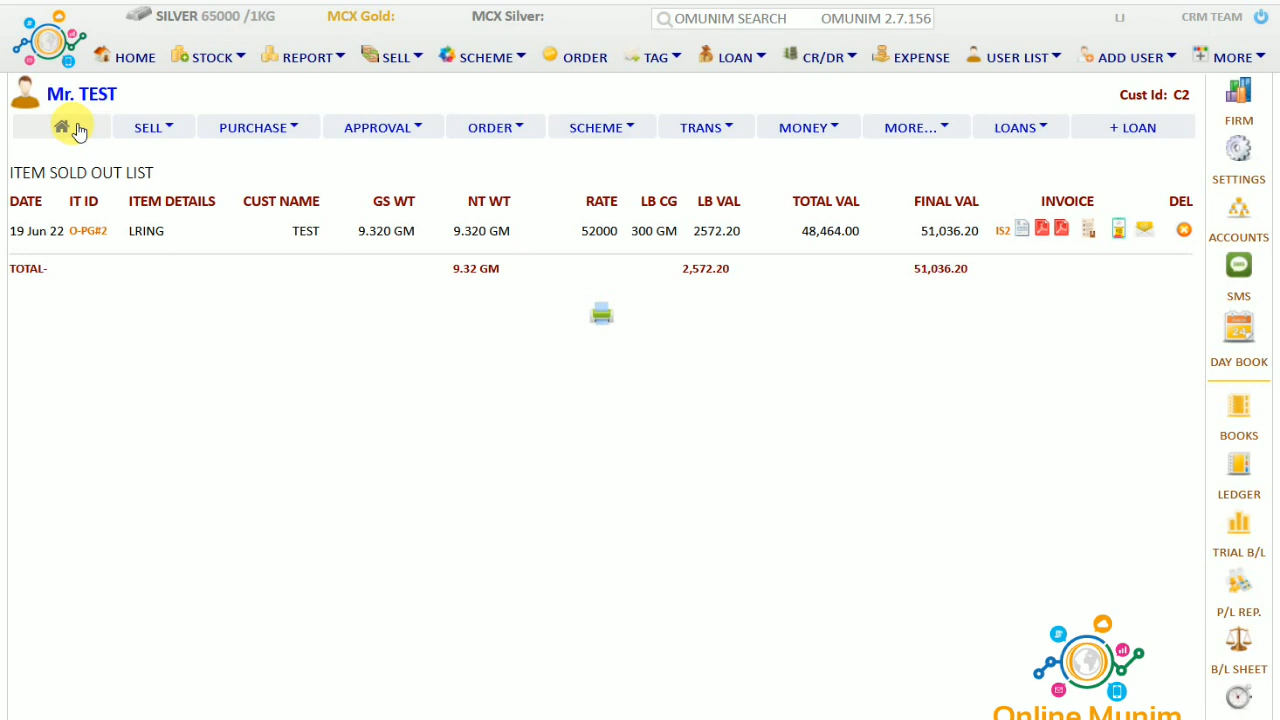 SILVER 65000 /1KG MCX Gold: MCX Silver: OMUNIM SEARCH OMUNIM 2.7.156 LJ CRM TEAM
HOME STOCK REPORT SELL SCHEME ORDER TAG LOAN CR/DR EXPENSE USER LIST ADD USER MORE
Mr. TEST Cust Id: C2
SELL PURCHASE APPROVAL ORDER SCHEME TRANS MONEY MORE... LOANS + LOAN
ITEM SOLD OUT LIST
DATE IT ID ITEM DETAILS CUST NAME GS WT NT WT RATE LB CG LB VAL TOTAL VAL FINAL VAL INVOICE DEL
19 Jun 22 O-PG#2 LRING TEST 9.320 GM 9.320 GM 52000 300 GM 2572.20 48,464.00 51,036.20 IS2
TOTAL- 9.32 GM 2,572.20 51,036.20
FIRM
SETTINGS
ACCOUNTS
SMS
24
DAY BOOK
BOOKS
LEDGER
TRIAL B/L
P/L REP.
B/L SHEET
Online Munim